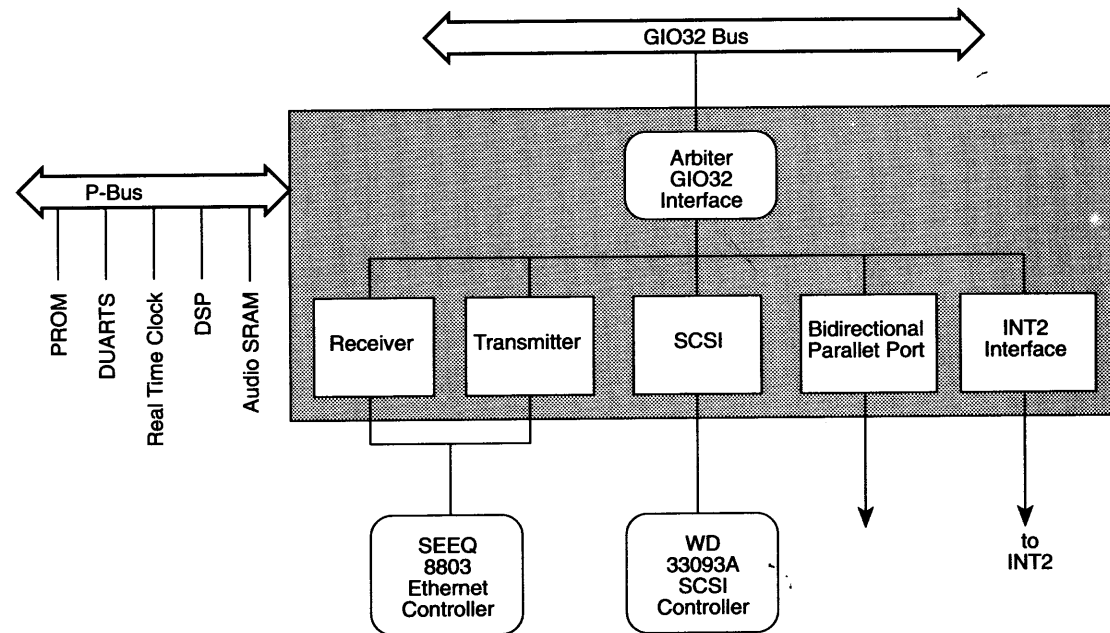 GIO32 Bus
Arbiter
GIO32
Interface
P-Bus
PROM
DUARTS
Real Time Clock
DSP
Audio SRAM
Receiver
Transmitter
SCSI
Bidirectional
Parallet Port
INT2
Interface
SEEQ
8803
Ethernet
Controller
WD
33093A
SCSI
Controller
to
INT2